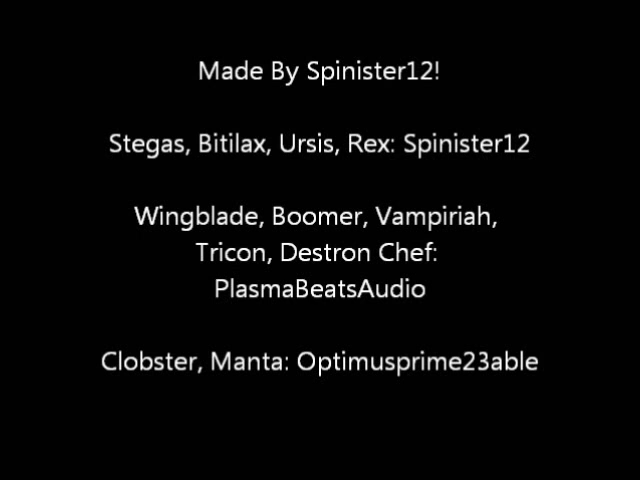 Made By Spinister12!
Stegas, Bitilax, Ursis, Rex: Spinister12
Wingblade, Boomer, Vampiriah,
Tricon, Destron Chef:
PlasmaBeatsAudio
Clobster, Manta: Optimusprime23able